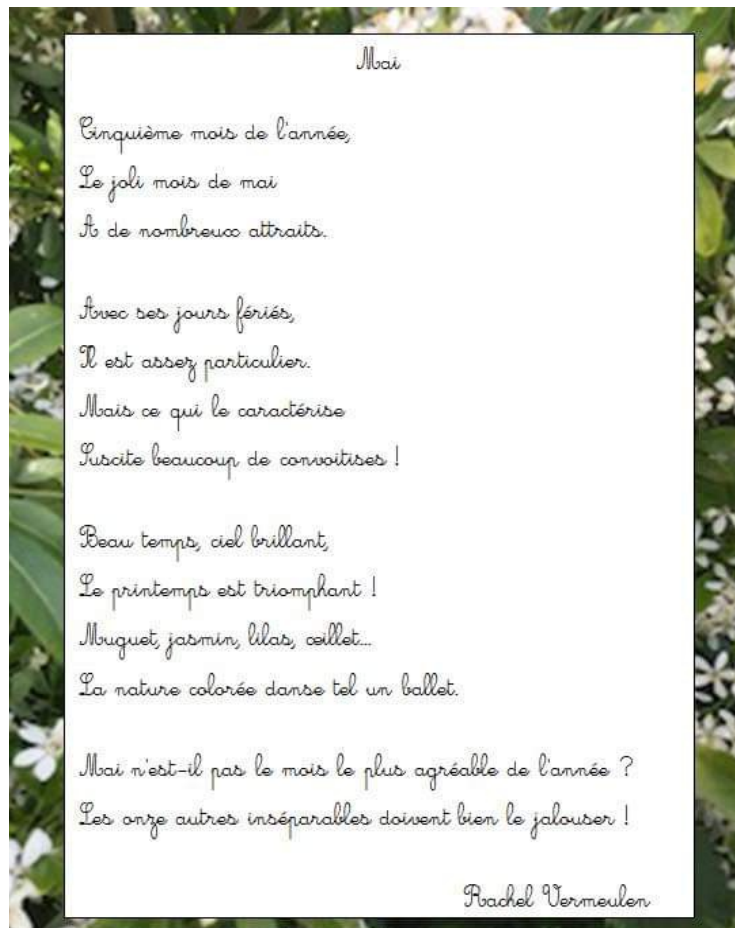 Mai
Cinquième mois de l'année,
Le joli mois de mai
A de nombreux attraits.
Avec ses jours fériés,
Il est assez particulier.
Mais ce qui le caractérise
Suscite beaucoup de convoitises !
Beau temps, ciel brillant,
Le printemps est triomphant !
Muguet, jasmin, lilas, œillet...
La nature colorée danse tel un ballet.
Mai n'est-il pas le mois le plus agréable de l'année ?
Les onze autres inséparables doivent bien le jalouser !
Rachel Vermeulen